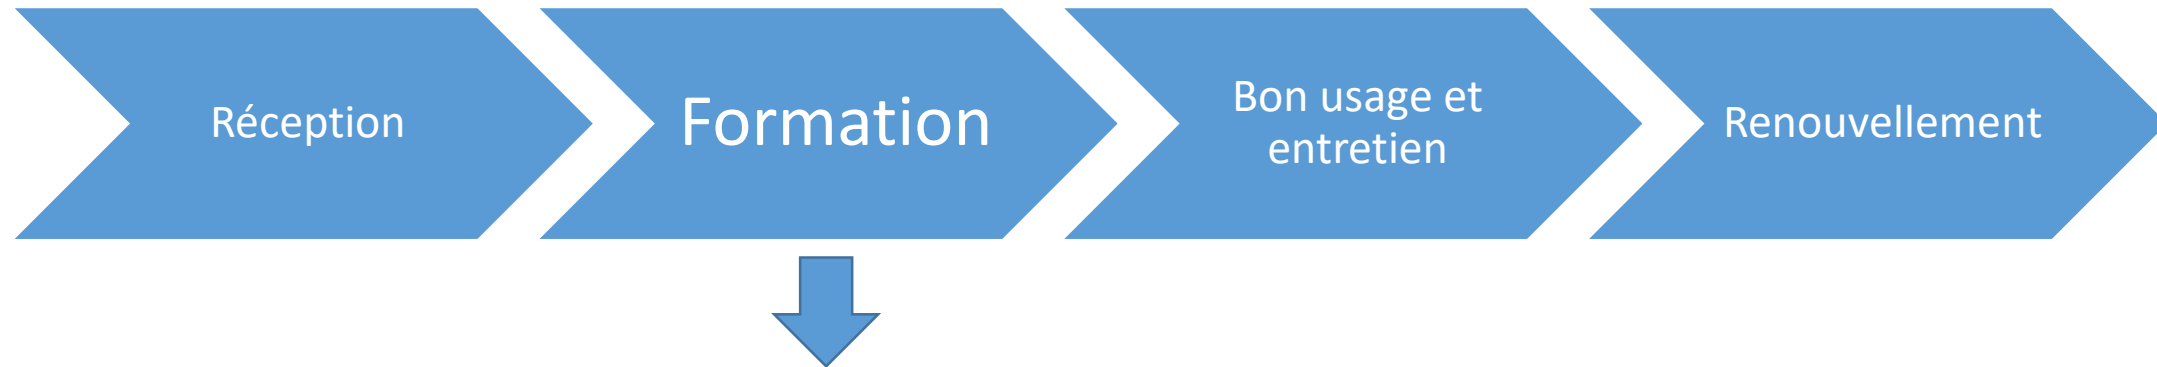 Réception
Formation
Bon usage et
entretien
Renouvellement